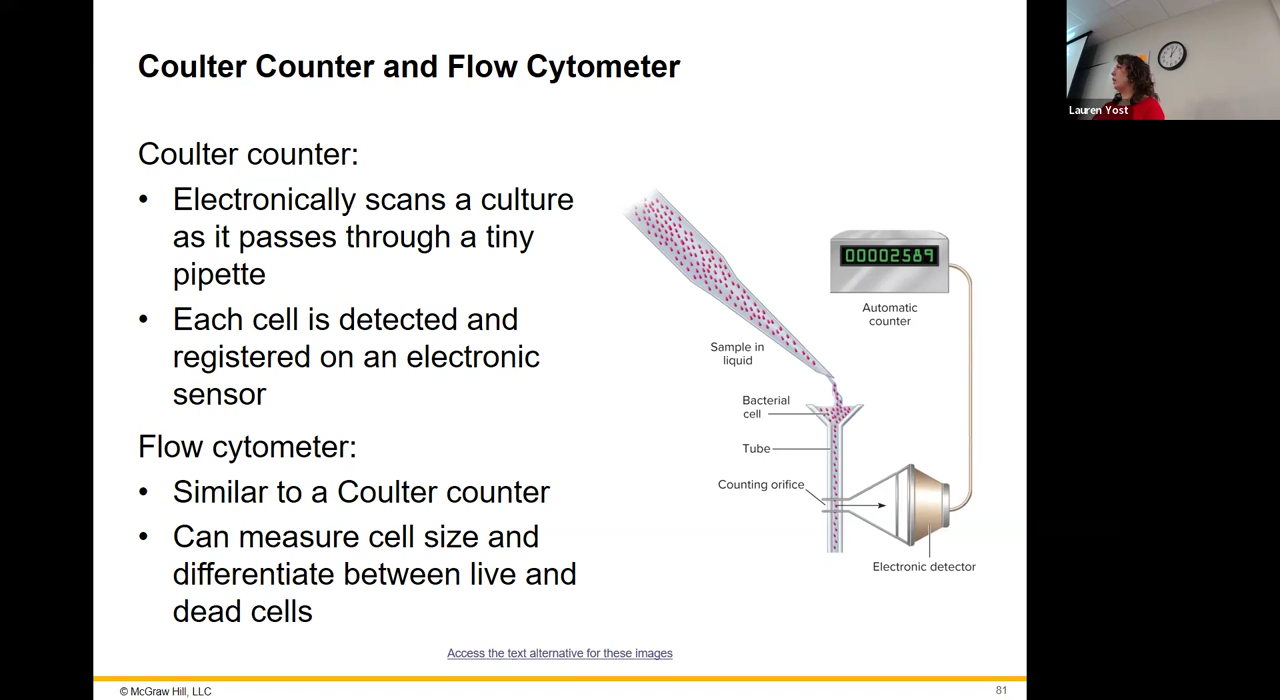 Coulter Counter and Flow Cytometer
Coulter counter:
• Electronically scans a culture
as it passes through a tiny
pipette
• Each cell is detected and
registered on an electronic
sensor
Flow cytometer:
• Similar to a Coulter counter
• Can measure cell size and
differentiate between live and
dead cells
00002589
Automatic
counter
Sample in
liquid
Bacterial
cell
Tube
Counting orifice
Electronic detector
Access the text alternative for these images
© McGraw Hill, LLC
81
Lauren Yost